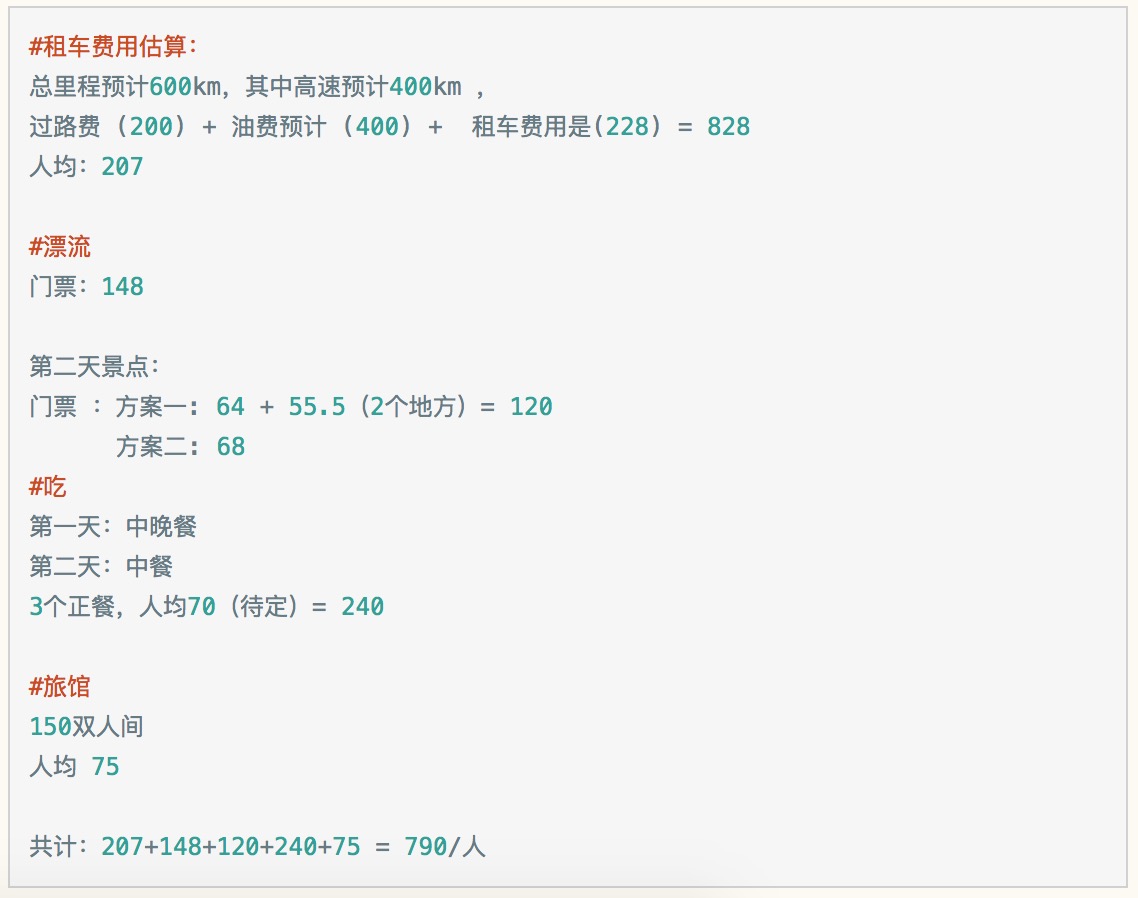 #租车费用估算:
总里程预计600km，其中高速预计400km ，
过路费 (200) + 油费预计 (400) +  租车费用是(228) = 828
人均: 207
#漂流
门票: 148
第二天景点:
门票 : 方案一: 64 + 55.5 (2个地方) = 120
方案二: 68
#吃
第一天: 中晚餐
第二天: 中餐
3个正餐，人均70 (待定) = 240
#旅馆
150双人间
人均 75
共计: 207+148+120+240+75 = 790/人